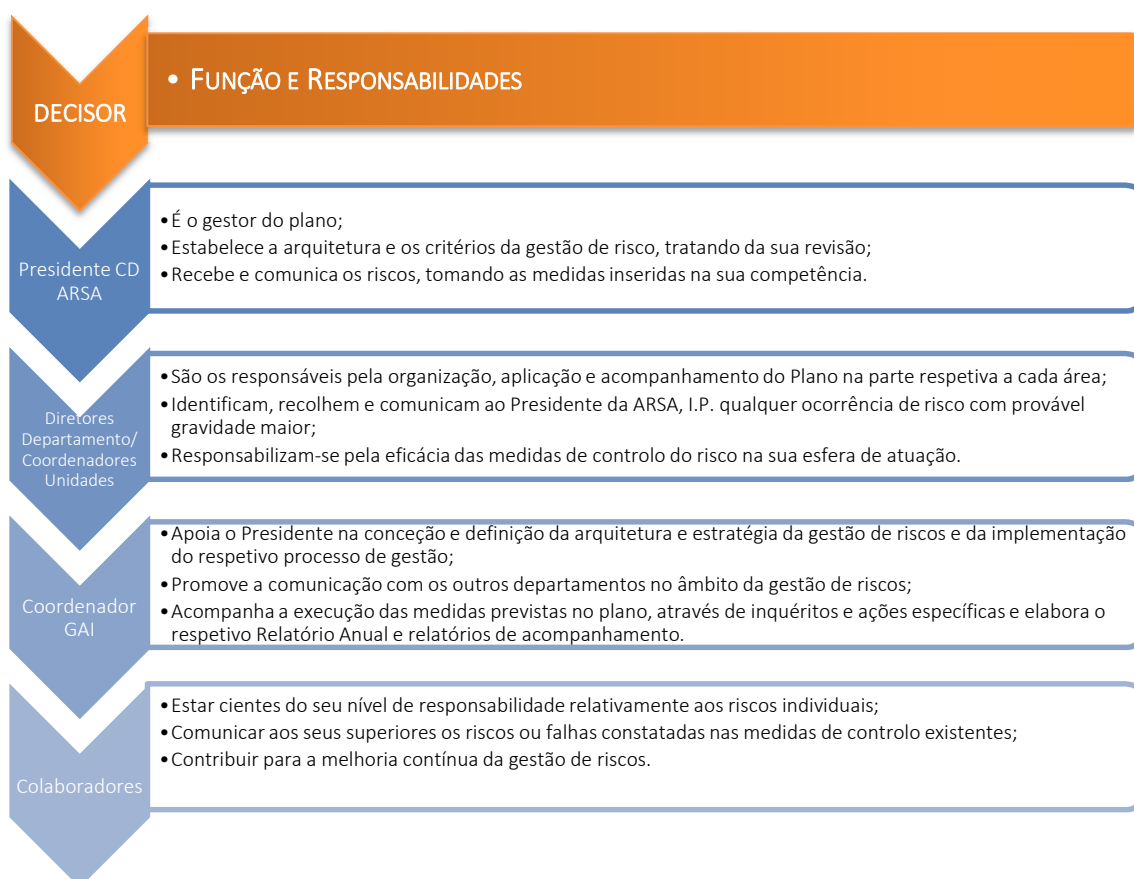 DECISOR
• FUNÇÃO E RESPONSABILIDADES
Presidente CD
ARSA
•É o gestor do plano;
•Estabelece a arquitetura e os critérios da gestão de risco, tratando da sua revisão;
•Recebe e comunica os riscos, tomando as medidas inseridas na sua competência.
Diretores
Departamento/
Coordenadores
Unidades
•São os responsáveis pela organização, aplicação e acompanhamento do Plano na parte respetiva a cada área;
•Identificam, recolhem e comunicam ao Presidente da ARSA, I.P. qualquer ocorrência de risco com provável
gravidade maior;
•Responsabilizam-se pela eficácia das medidas de controlo do risco na sua esfera de atuação.
Coordenador
GAI
•Apoia o Presidente na conceção e definição da arquitetura e estratégia da gestão de riscos e da implementação
do respetivo processo de gestão;
•Promove a comunicação com os outros departamentos no âmbito da gestão de riscos;
•Acompanha a execução das medidas previstas no plano, através de inquéritos e ações específicas e elabora o
respetivo Relatório Anual e relatórios de acompanhamento.
Colaboradores
•Estar cientes do seu nível de responsabilidade relativamente aos riscos individuais;
•Comunicar aos seus superiores os riscos ou falhas constatadas nas medidas de controlo existentes;
•Contribuir para a melhoria contínua da gestão de riscos.